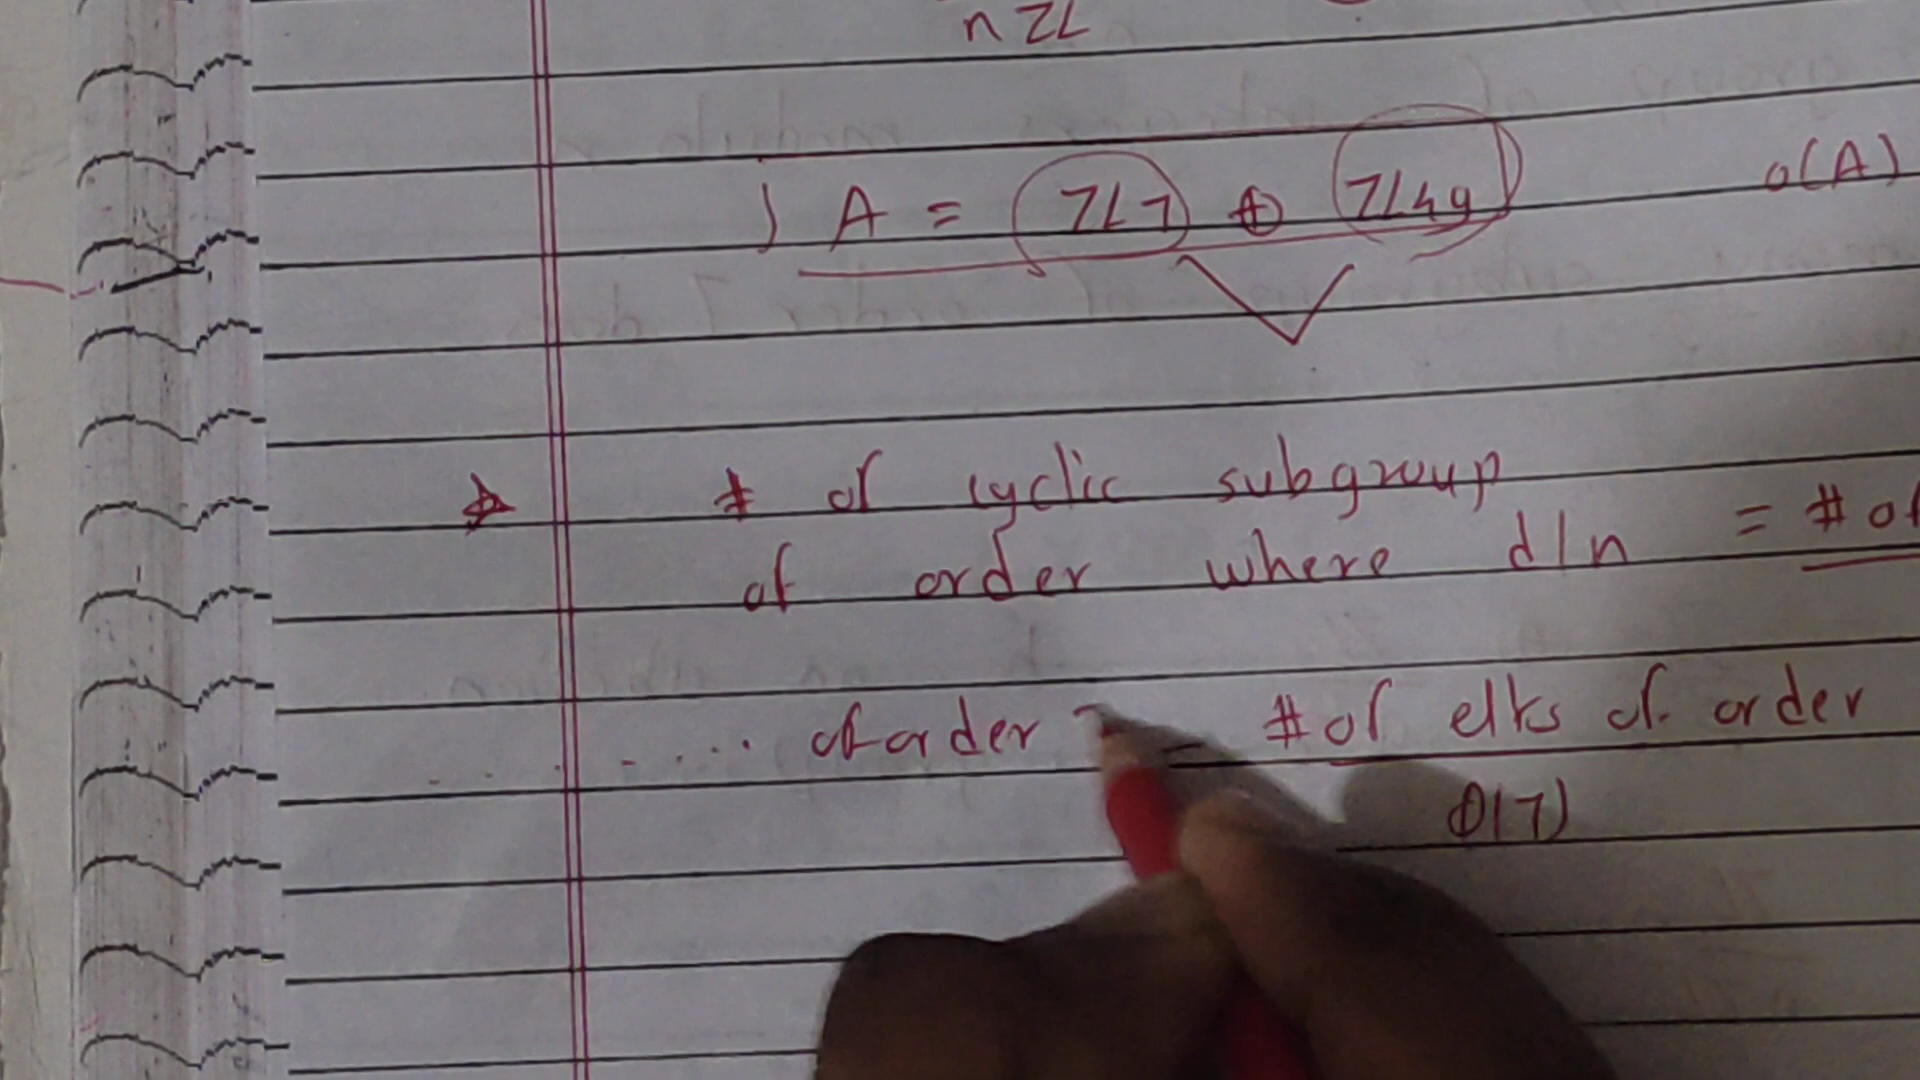 nZ
) A = Z7 ⊕ Z49 o(A)
# of cyclic subgroup
of order where d/n = # of
..... of order = # of elts of order
Φ(7)